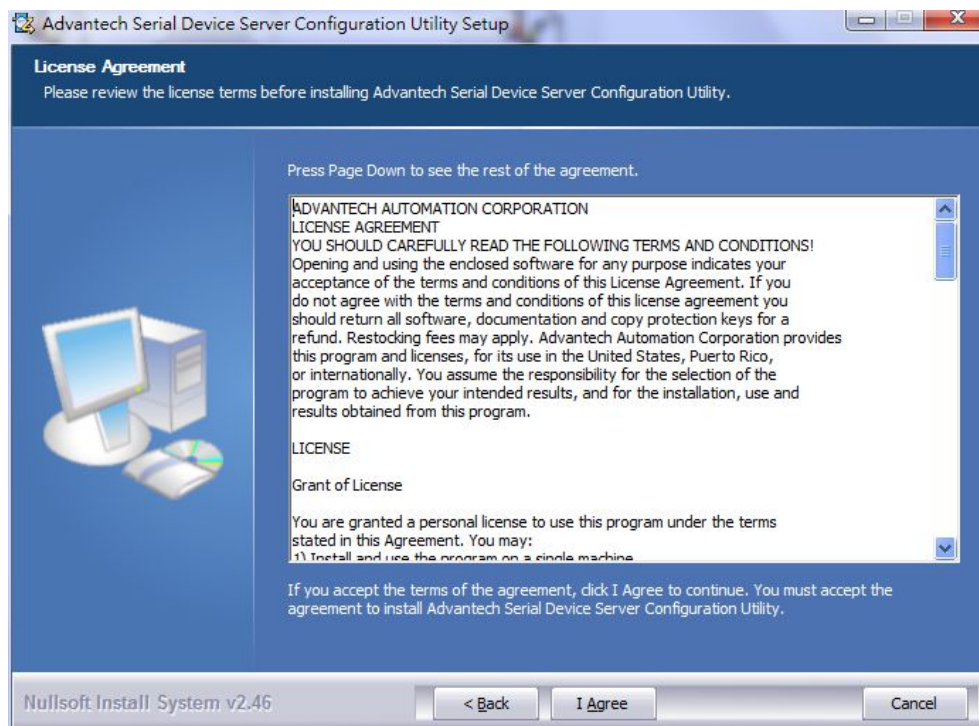 Advantech Serial Device Server Configuration Utility Setup
License Agreement
Please review the license terms before installing Advantech Serial Device Server Configuration Utility.
Press Page Down to see the rest of the agreement.
ADVANTECH AUTOMATION CORPORATION
LICENSE AGREEMENT
YOU SHOULD CAREFULLY READ THE FOLLOWING TERMS AND CONDITIONS!
Opening and using the enclosed software for any purpose indicates your
acceptance of the terms and conditions of this License Agreement. If you
do not agree with the terms and conditions of this license agreement you
should return all software, documentation and copy protection keys for a
refund. Restocking fees may apply. Advantech Automation Corporation provides
this program and licenses, for its use in the United States, Puerto Rico,
or internationally. You assume the responsibility for the selection of the
program to achieve your intended results, and for the installation, use and
results obtained from this program.
LICENSE
Grant of License
You are granted a personal license to use this program under the terms
stated in this Agreement. You may:
1) Install and use the program on a single machine
If you accept the terms of the agreement, click I Agree to continue. You must accept the
agreement to install Advantech Serial Device Server Configuration Utility.
Nullsoft Install System v2.46
< Back
I Agree
Cancel